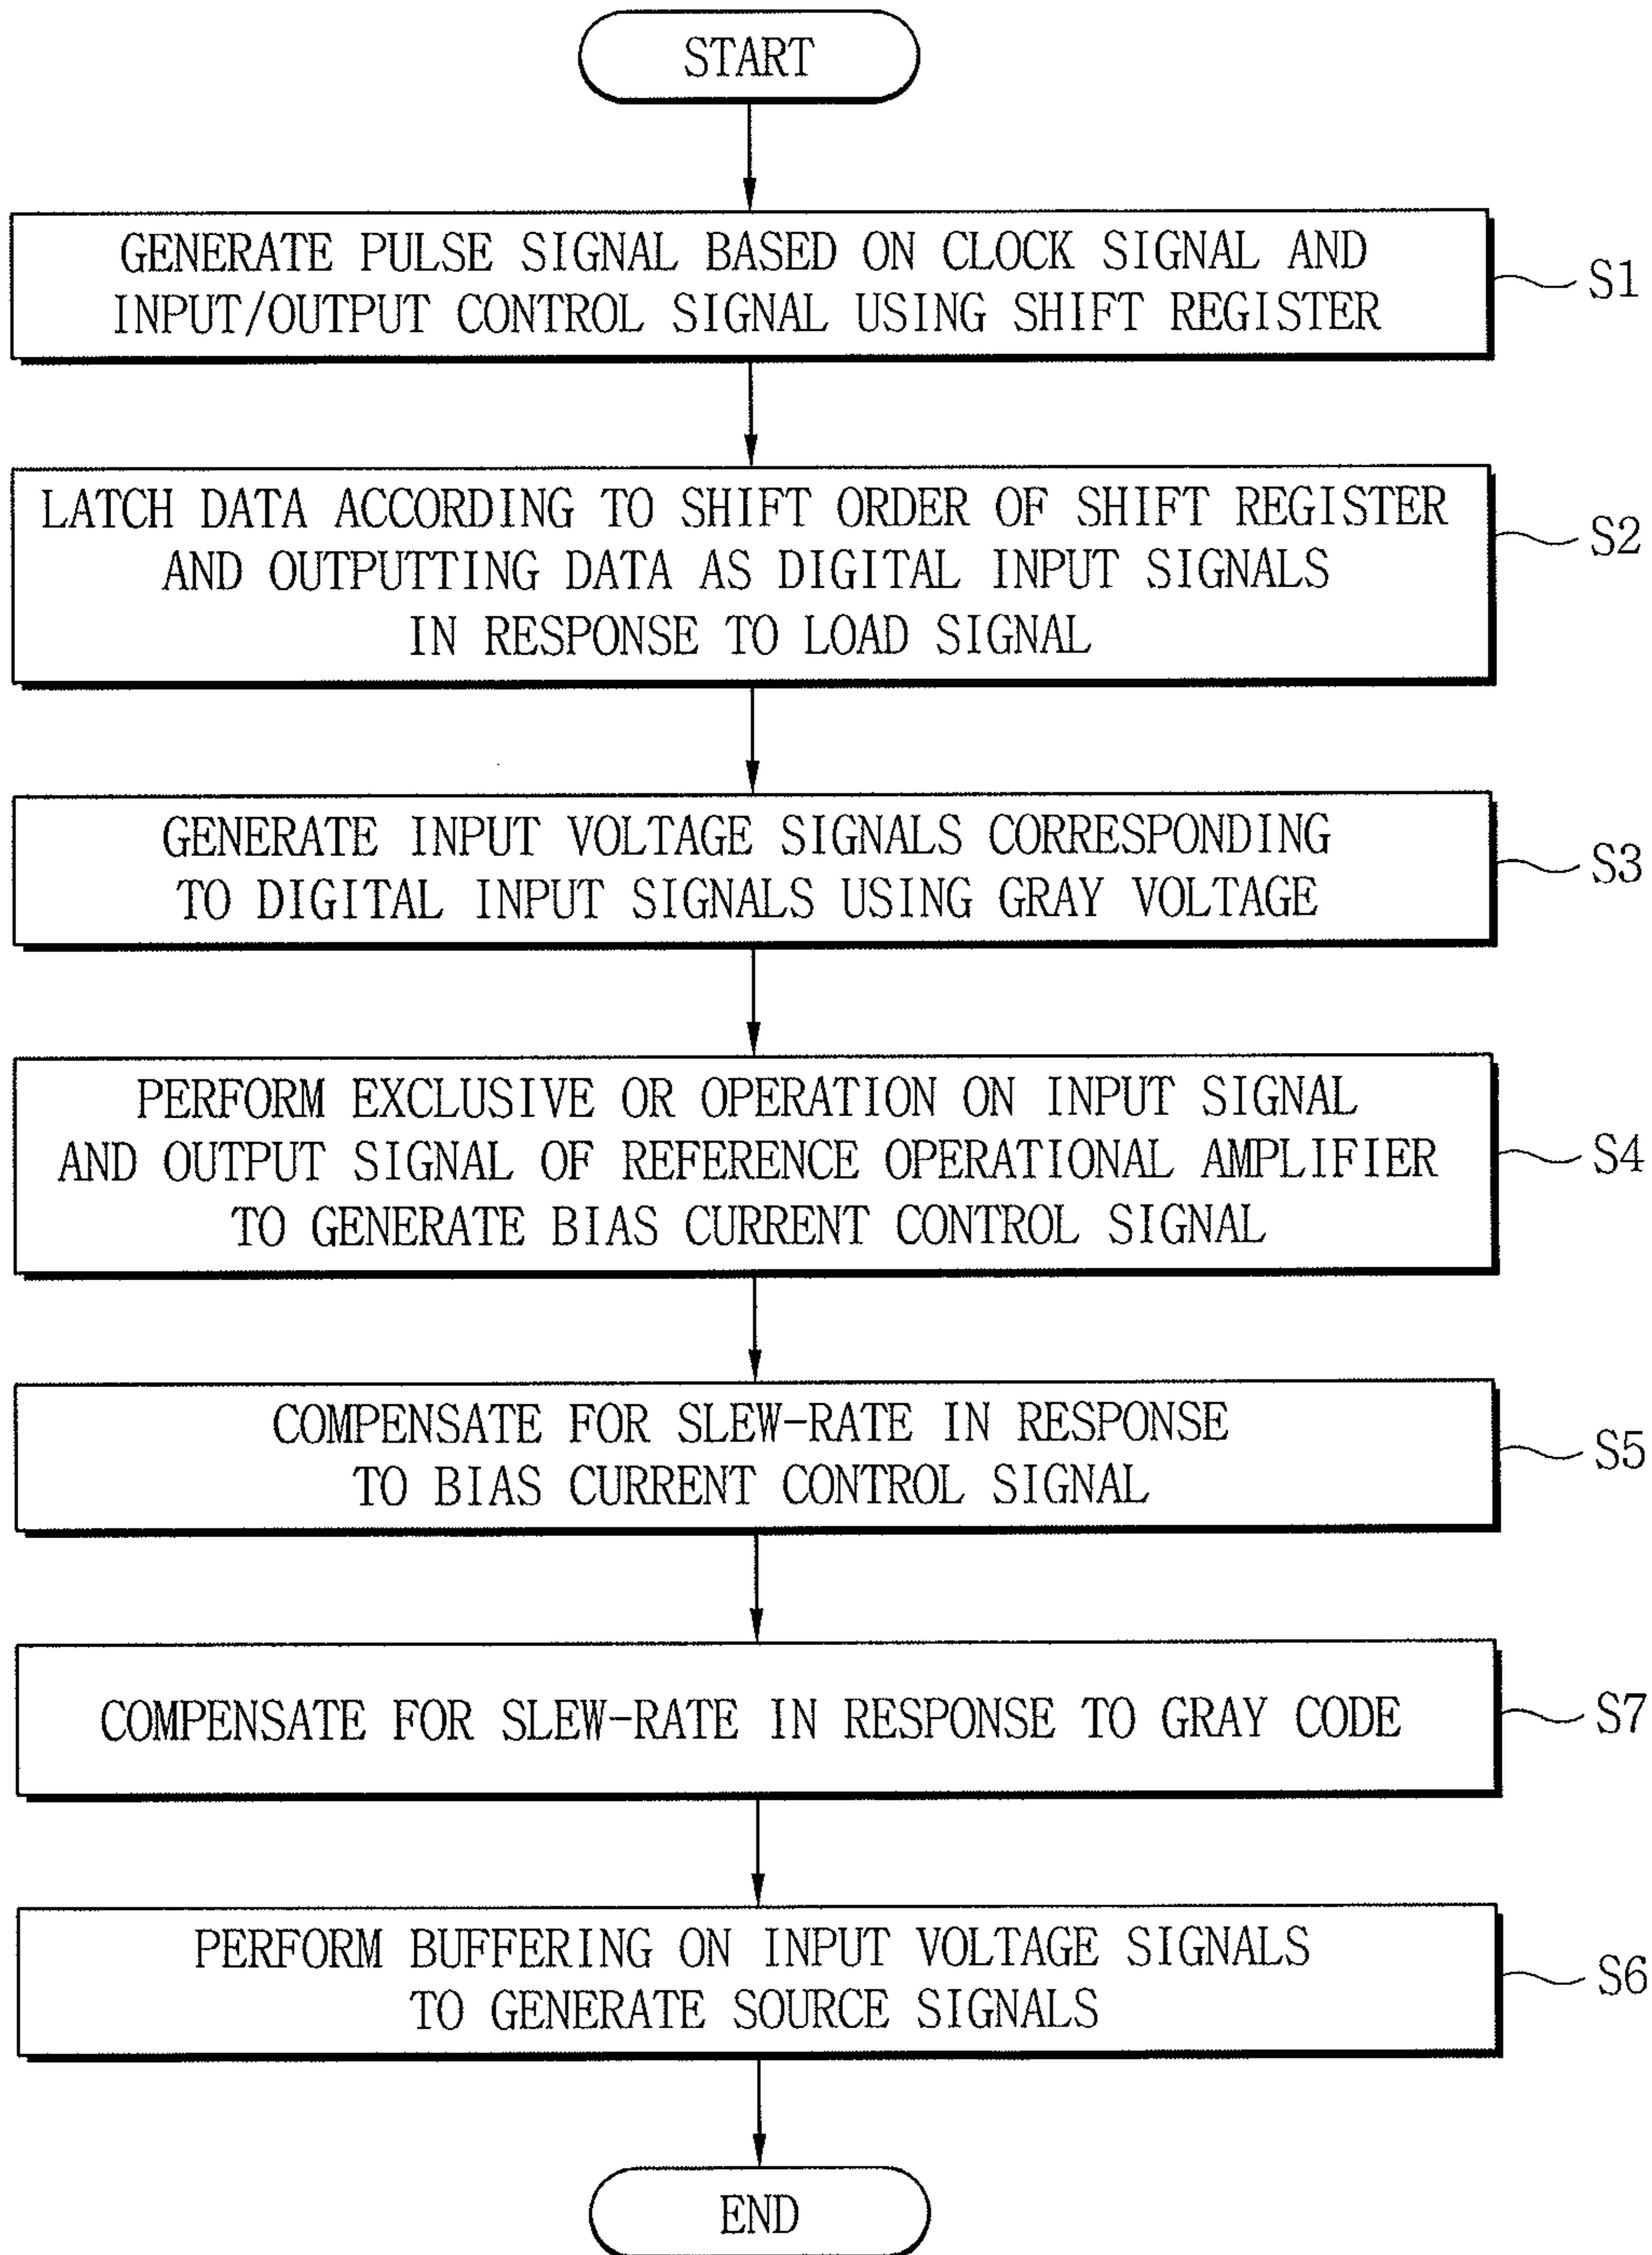 START
GENERATE PULSE SIGNAL BASED ON CLOCK SIGNAL AND
INPUT/OUTPUT CONTROL SIGNAL USING SHIFT REGISTER
S1
LATCH DATA ACCORDING TO SHIFT ORDER OF SHIFT REGISTER
AND OUTPUTTING DATA AS DIGITAL INPUT SIGNALS
IN RESPONSE TO LOAD SIGNAL
S2
GENERATE INPUT VOLTAGE SIGNALS CORRESPONDING
TO DIGITAL INPUT SIGNALS USING GRAY VOLTAGE
S3
PERFORM EXCLUSIVE OR OPERATION ON INPUT SIGNAL
AND OUTPUT SIGNAL OF REFERENCE OPERATIONAL AMPLIFIER
TO GENERATE BIAS CURRENT CONTROL SIGNAL
S4
COMPENSATE FOR SLEW-RATE IN RESPONSE
TO BIAS CURRENT CONTROL SIGNAL
S5
COMPENSATE FOR SLEW-RATE IN RESPONSE TO GRAY CODE
S7
PERFORM BUFFERING ON INPUT VOLTAGE SIGNALS
TO GENERATE SOURCE SIGNALS
S6
END